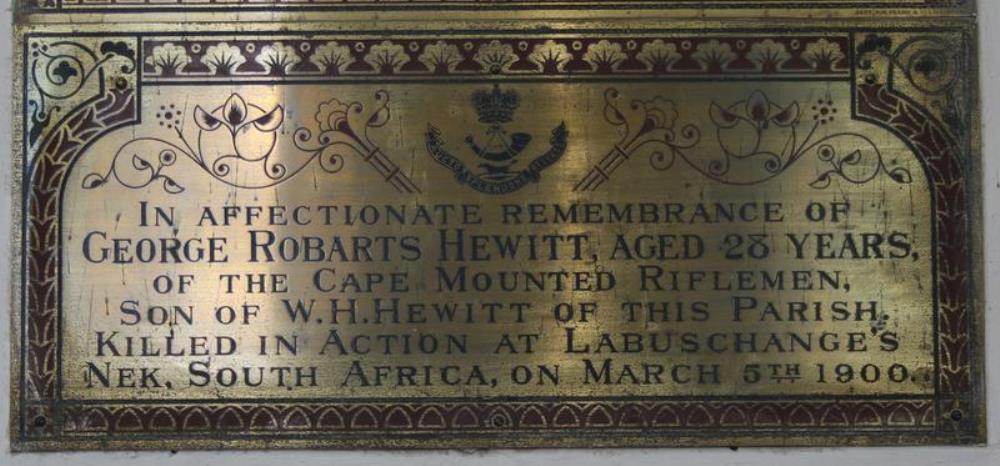 IN AFFECTIONATE REMEMBRANCE OF
GEORGE ROBARTS HEWITT, AGED 28 YEARS,
OF THE CAPE MOUNTED RIFLEMEN,
SON OF W.H. HEWITT OF THIS PARISH.
KILLED IN ACTION AT LABUSCHANGE'S
NEK, SOUTH AFRICA, ON MARCH 5TH 1900.